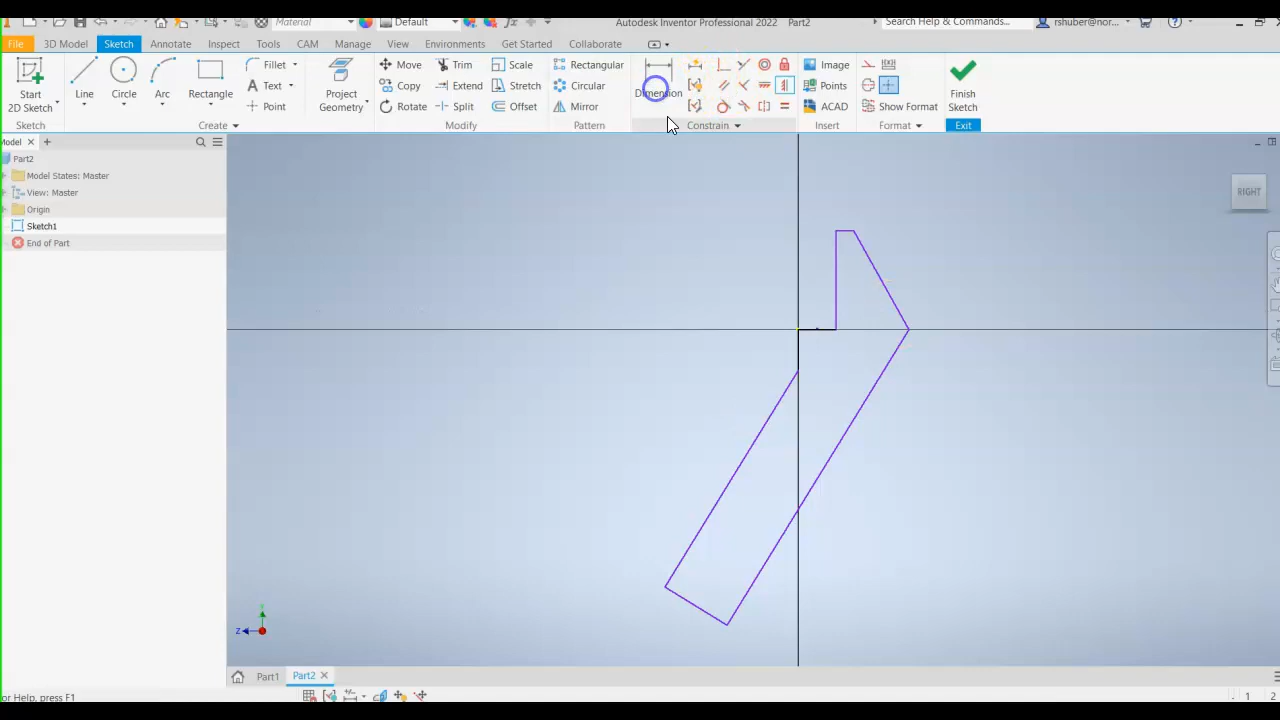 Material Default fx Autodesk Inventor Professional 2022 Part2 Search Help & Commands... rshuber@nor... ?
File 3D Model Sketch Annotate Inspect Tools CAM Manage View Environments Get Started Collaborate
Start 2D Sketch Line Circle Arc Rectangle Fillet Text Point Project Geometry
Move Copy Rotate Trim Extend Split Scale Stretch Offset
Rectangular Circular Mirror Dimension
Image Points ACAD Show Format Finish Sketch
Sketch Create Modify Pattern Constrain Insert Format Exit
Model × + RIGHT
Part2
Model States: Master
View: Master
Origin
Sketch1
End of Part
Z
Part1 Part2 ×
or Help, press F1 1 2